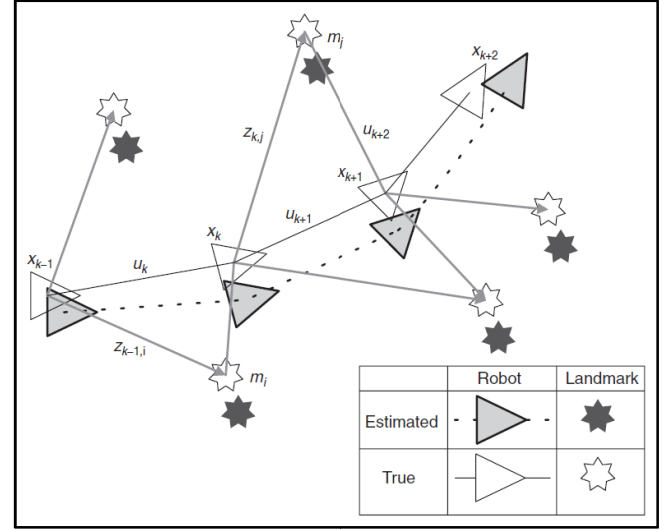 m_j
x_{k+2}
z_{k,j}
u_{k+2}
x_{k+1}
x_k
u_{k+1}
x_{k–1}
u_k
z_{k–1,i}
m_i
Robot Landmark
Estimated
True